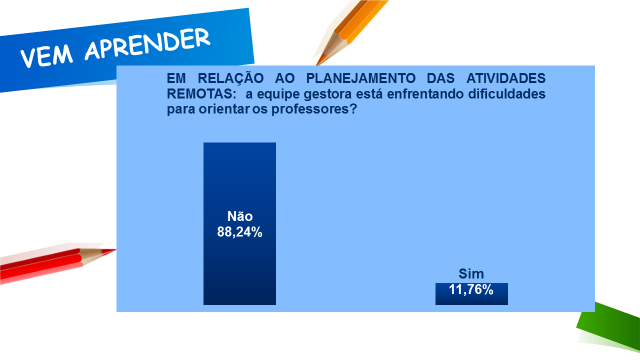 VEM APRENDER
EM RELAÇÃO AO PLANEJAMENTO DAS ATIVIDADES
REMOTAS: a equipe gestora está enfrentando dificuldades
para orientar os professores?
Não
88,24%
Sim
11,76%